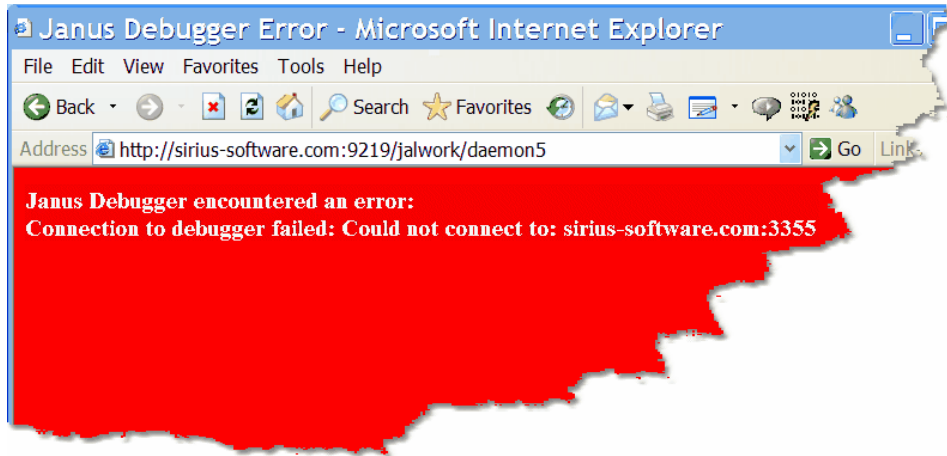 Janus Debugger Error - Microsoft Internet Explorer
File Edit View Favorites Tools Help
Back Search Favorites
Address http://sirius-software.com:9219/jalwork/daemon5 Go Links
Janus Debugger encountered an error:
Connection to debugger failed: Could not connect to: sirius-software.com:3355